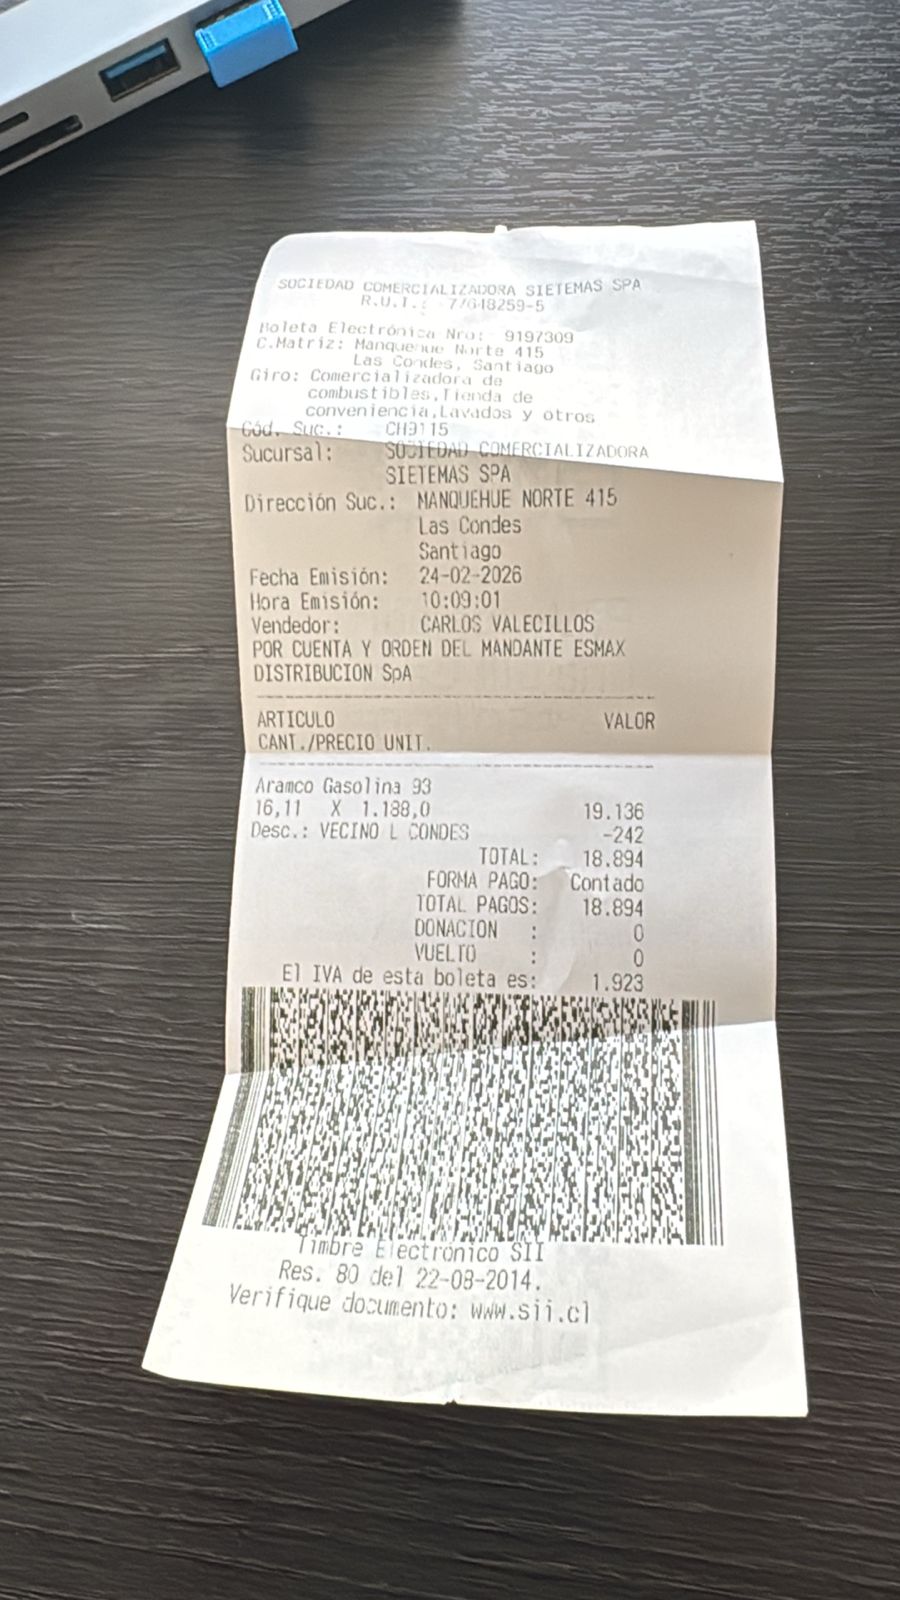 SOCIEDAD COMERCIALIZADORA SIETEMAS SPA
R.U.T.: 77648259-5
Boleta Electrónica Nro: 9197309
C.Matriz: Manquehue Norte 415
Las Condes, Santiago
Giro: Comercializadora de
combustibles,Tienda de
conveniencia,Lavados y otros
Cód. Suc.: CH9115
Sucursal: SOCIEDAD COMERCIALIZADORA
SIETEMAS SPA
Dirección Suc.: MANQUEHUE NORTE 415
Las Condes
Santiago
Fecha Emisión: 24-02-2026
Hora Emisión: 10:09:01
Vendedor: CARLOS VALECILLOS
POR CUENTA Y ORDEN DEL MANDANTE ESMAX
DISTRIBUCION SpA
ARTICULO VALOR
CANT./PRECIO UNIT.
Aramco Gasolina 93
16,11 X 1.188,0 19.136
Desc.: VECINO L CONDES -242
TOTAL: 18.894
FORMA PAGO: Contado
TOTAL PAGOS: 18.894
DONACION : 0
VUELTO : 0
El IVA de esta boleta es: 1.923
Timbre Electrónico SII
Res. 80 del 22-08-2014.
Verifique documento: www.sii.cl